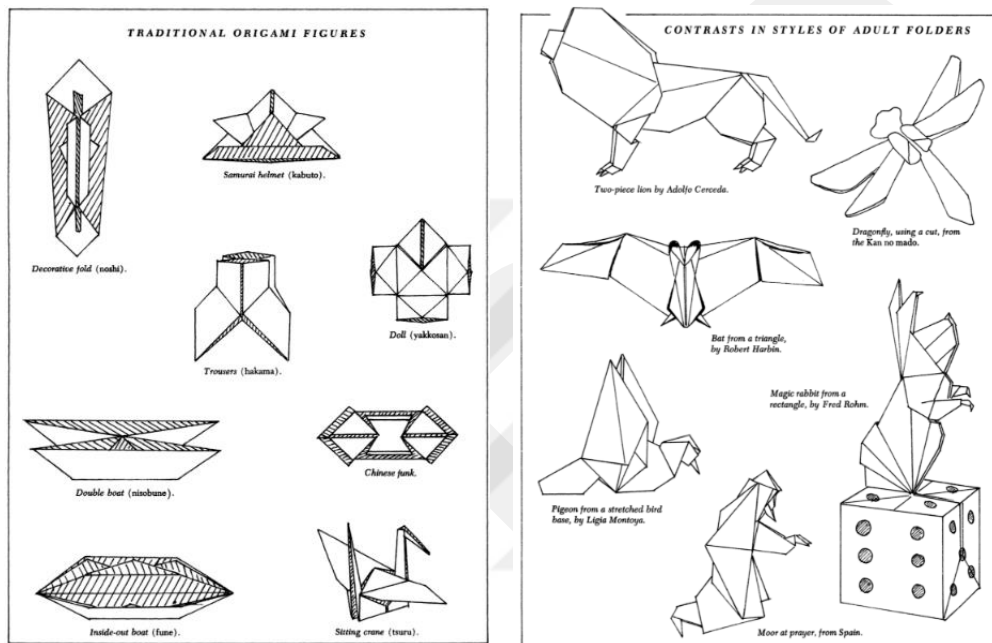 TRADITIONAL ORIGAMI FIGURES
Samurai helmet (kabuto).
Decorative fold (noshi).
Doll (yakkosan).
Trousers (hakama).
Chinese junk.
Double boat (nisobune).
Inside-out boat (fune).
Sitting crane (tsuru).
CONTRASTS IN STYLES OF ADULT FOLDERS
Two-piece lion by Adolfo Cerceda.
Dragonfly, using a cut, from
the Kan no mado.
Bat from a triangle,
by Robert Harbin.
Magic rabbit from a
rectangle, by Fred Rohm.
Pigeon from a stretched bird
base, by Ligia Montoya.
Moor at prayer, from Spain.